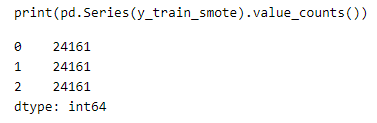 print(pd.Series(y_train_smote).value_counts())
0    24161
1    24161
2    24161
dtype: int64